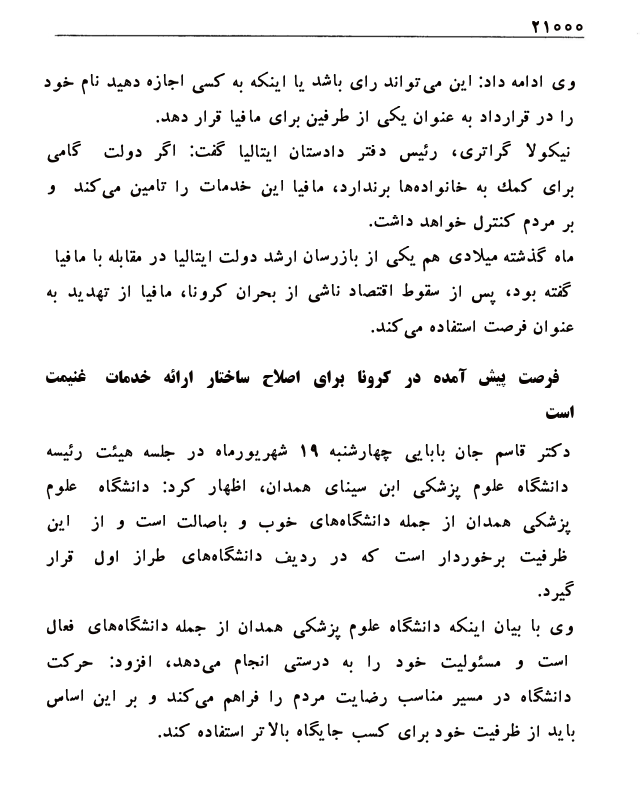 ۲۱۰۰۰
وی ادامه داد: این می‌تواند رای باشد یا اینکه به کسی اجازه دهید نام خود
را در قرارداد به عنوان یکی از طرفین برای مافیا قرار دهد.
نیکولا گراتری، رئیس دفتر دادستان ایتالیا گفت: اگر دولت گامی
برای کمك به خانواده‌ها برندارد، مافیا این خدمات را تامین می‌کند و
بر مردم کنترل خواهد داشت.
ماه گذشته میلادی هم یکی از بازرسان ارشد دولت ایتالیا در مقابله با مافیا
گفته بود، پس از سقوط اقتصاد ناشی از بحران کرونا، مافیا از تهدید به
عنوان فرصت استفاده می‌کند.
فرصت پیش آمده در کرونا برای اصلاح ساختار ارائه خدمات غنیمت
است
دکتر قاسم جان بابایی چهارشنبه ۱۹ شهریورماه در جلسه هیئت رئیسه
دانشگاه علوم پزشکی ابن سینای همدان، اظهار کرد: دانشگاه علوم
پزشکی همدان از جمله دانشگاه‌های خوب و باصالت است و از این
ظرفیت برخوردار است که در ردیف دانشگاه‌های طراز اول قرار
گیرد.
وی با بیان اینکه دانشگاه علوم پزشکی همدان از جمله دانشگاه‌های فعال
است و مسئولیت خود را به درستی انجام می‌دهد، افزود: حرکت
دانشگاه در مسیر مناسب رضایت مردم را فراهم می‌کند و بر این اساس
باید از ظرفیت خود برای کسب جایگاه بالاتر استفاده کند.